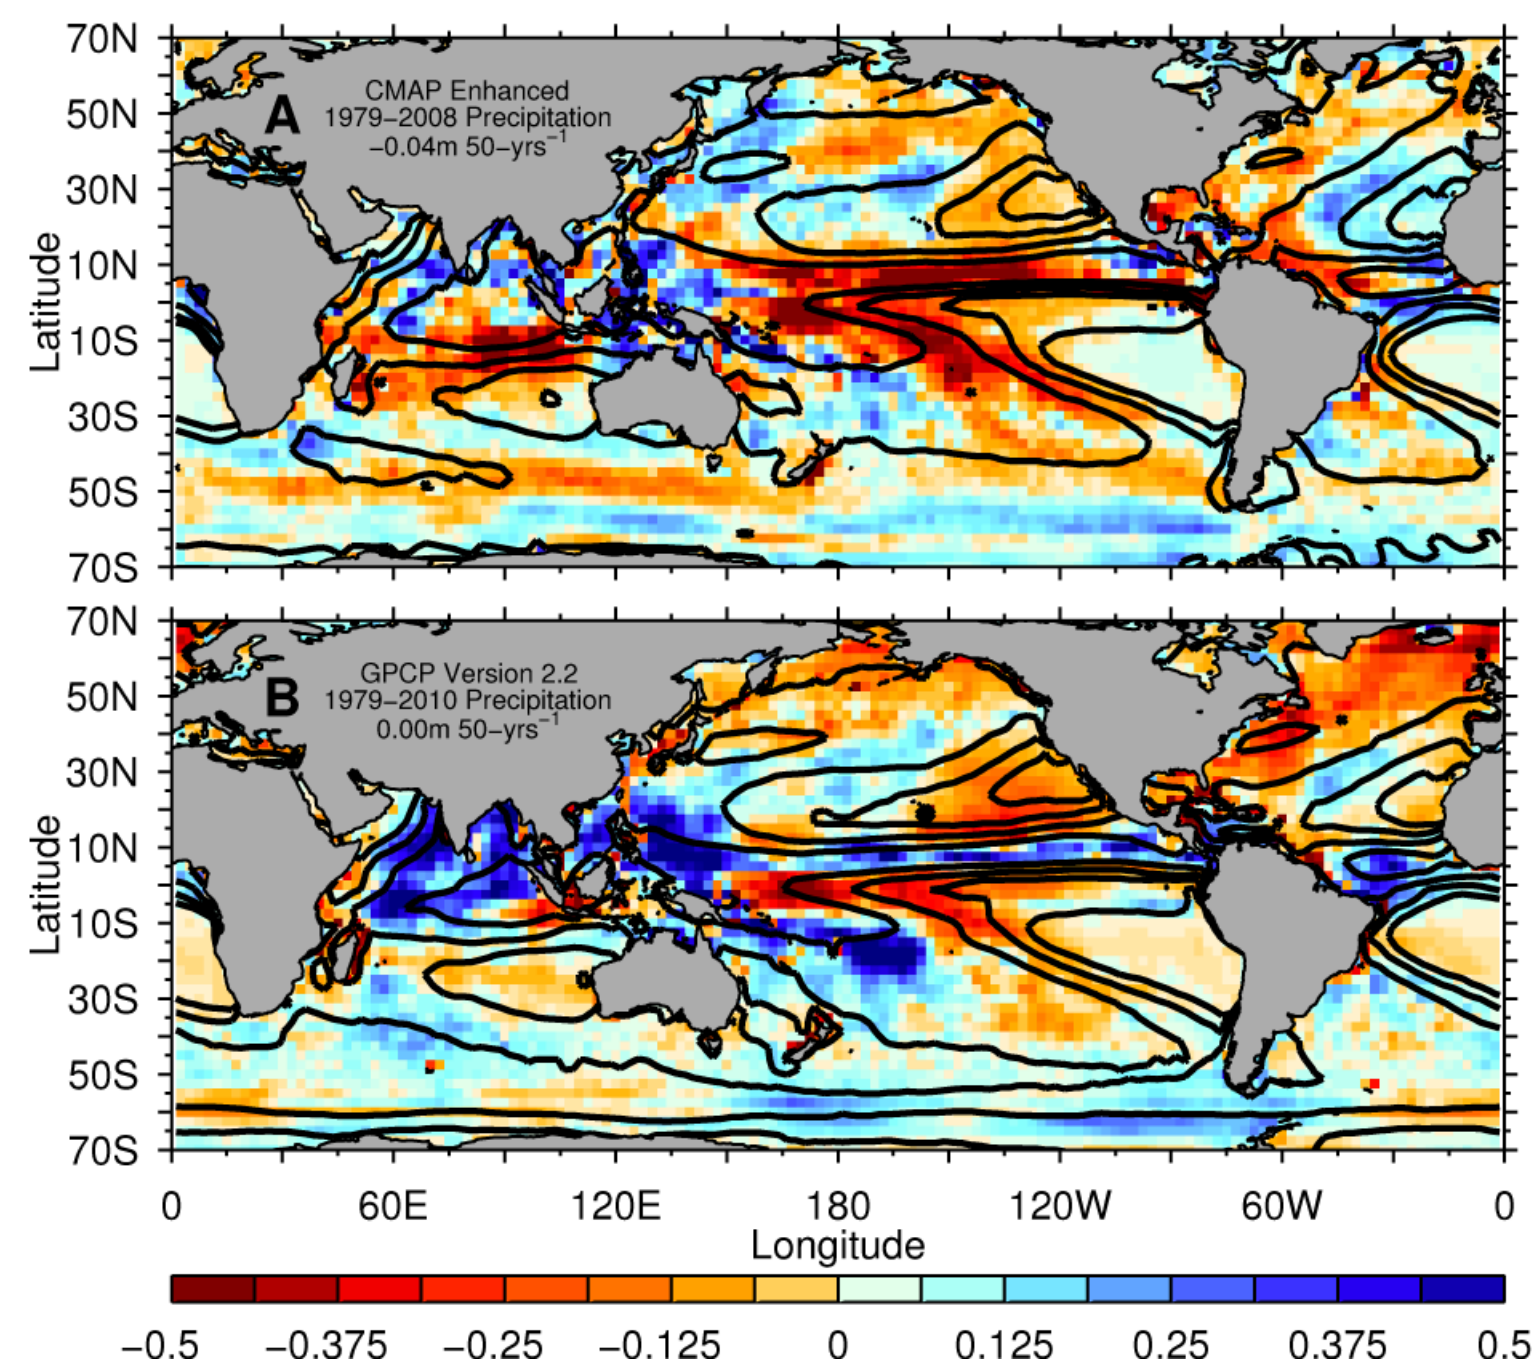 70N
50N
30N
10N
10S
30S
50S
70S
Latitude
A
CMAP Enhanced
1979−2008 Precipitation
−0.04m 50−yrs⁻¹
70N
50N
30N
10N
10S
30S
50S
70S
Latitude
B
GPCP Version 2.2
1979−2010 Precipitation
0.00m 50−yrs⁻¹
0 60E 120E 180 120W 60W 0
Longitude
−0.5 −0.375 −0.25 −0.125 0 0.125 0.25 0.375 0.5